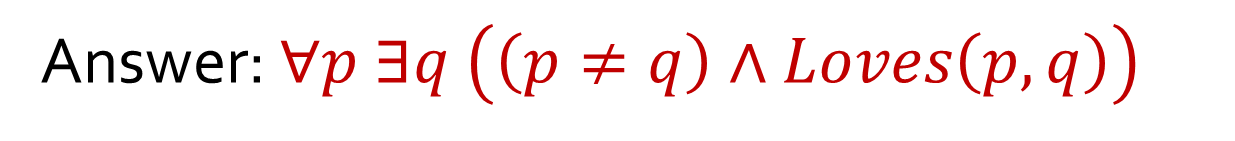 Answer: ∀p ∃q ((p ≠ q) ∧ Loves(p, q))